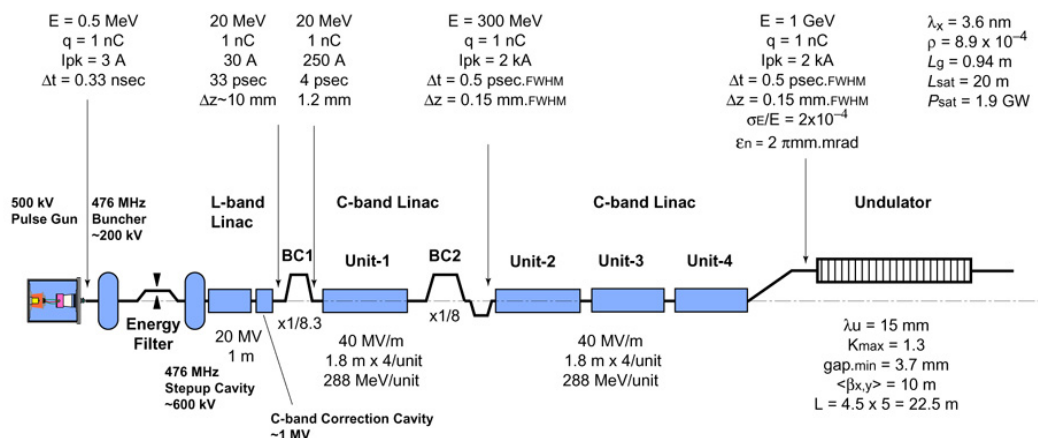 E = 0.5 MeV
q = 1 nC
Ipk = 3 A
Δt = 0.33 nsec
20 MeV
1 nC
30 A
33 psec
Δz~10 mm
20 MeV
1 nC
250 A
4 psec
1.2 mm
E = 300 MeV
q = 1 nC
Ipk = 2 kA
Δt = 0.5 psec.FWHM
Δz = 0.15 mm.FWHM
E = 1 GeV
q = 1 nC
Ipk = 2 kA
Δt = 0.5 psec.FWHM
Δz = 0.15 mm.FWHM
σE/E = 2x10⁻⁴
εn = 2 πmm.mrad
λx = 3.6 nm
ρ = 8.9 x 10⁻⁴
Lg = 0.94 m
Lsat = 20 m
Psat = 1.9 GW
500 kV
Pulse Gun
476 MHz
Buncher
~200 kV
L-band
Linac
C-band Linac
C-band Linac
Undulator
BC1
Unit-1
BC2
Unit-2
Unit-3
Unit-4
Energy
Filter
x1/8.3
x1/8
20 MV
1 m
40 MV/m
1.8 m x 4/unit
288 MeV/unit
40 MV/m
1.8 m x 4/unit
288 MeV/unit
λu = 15 mm
Kmax = 1.3
gap.min = 3.7 mm
<βx,y> = 10 m
L = 4.5 x 5 = 22.5 m
476 MHz
Stepup Cavity
~600 kV
C-band Correction Cavity
~1 MV